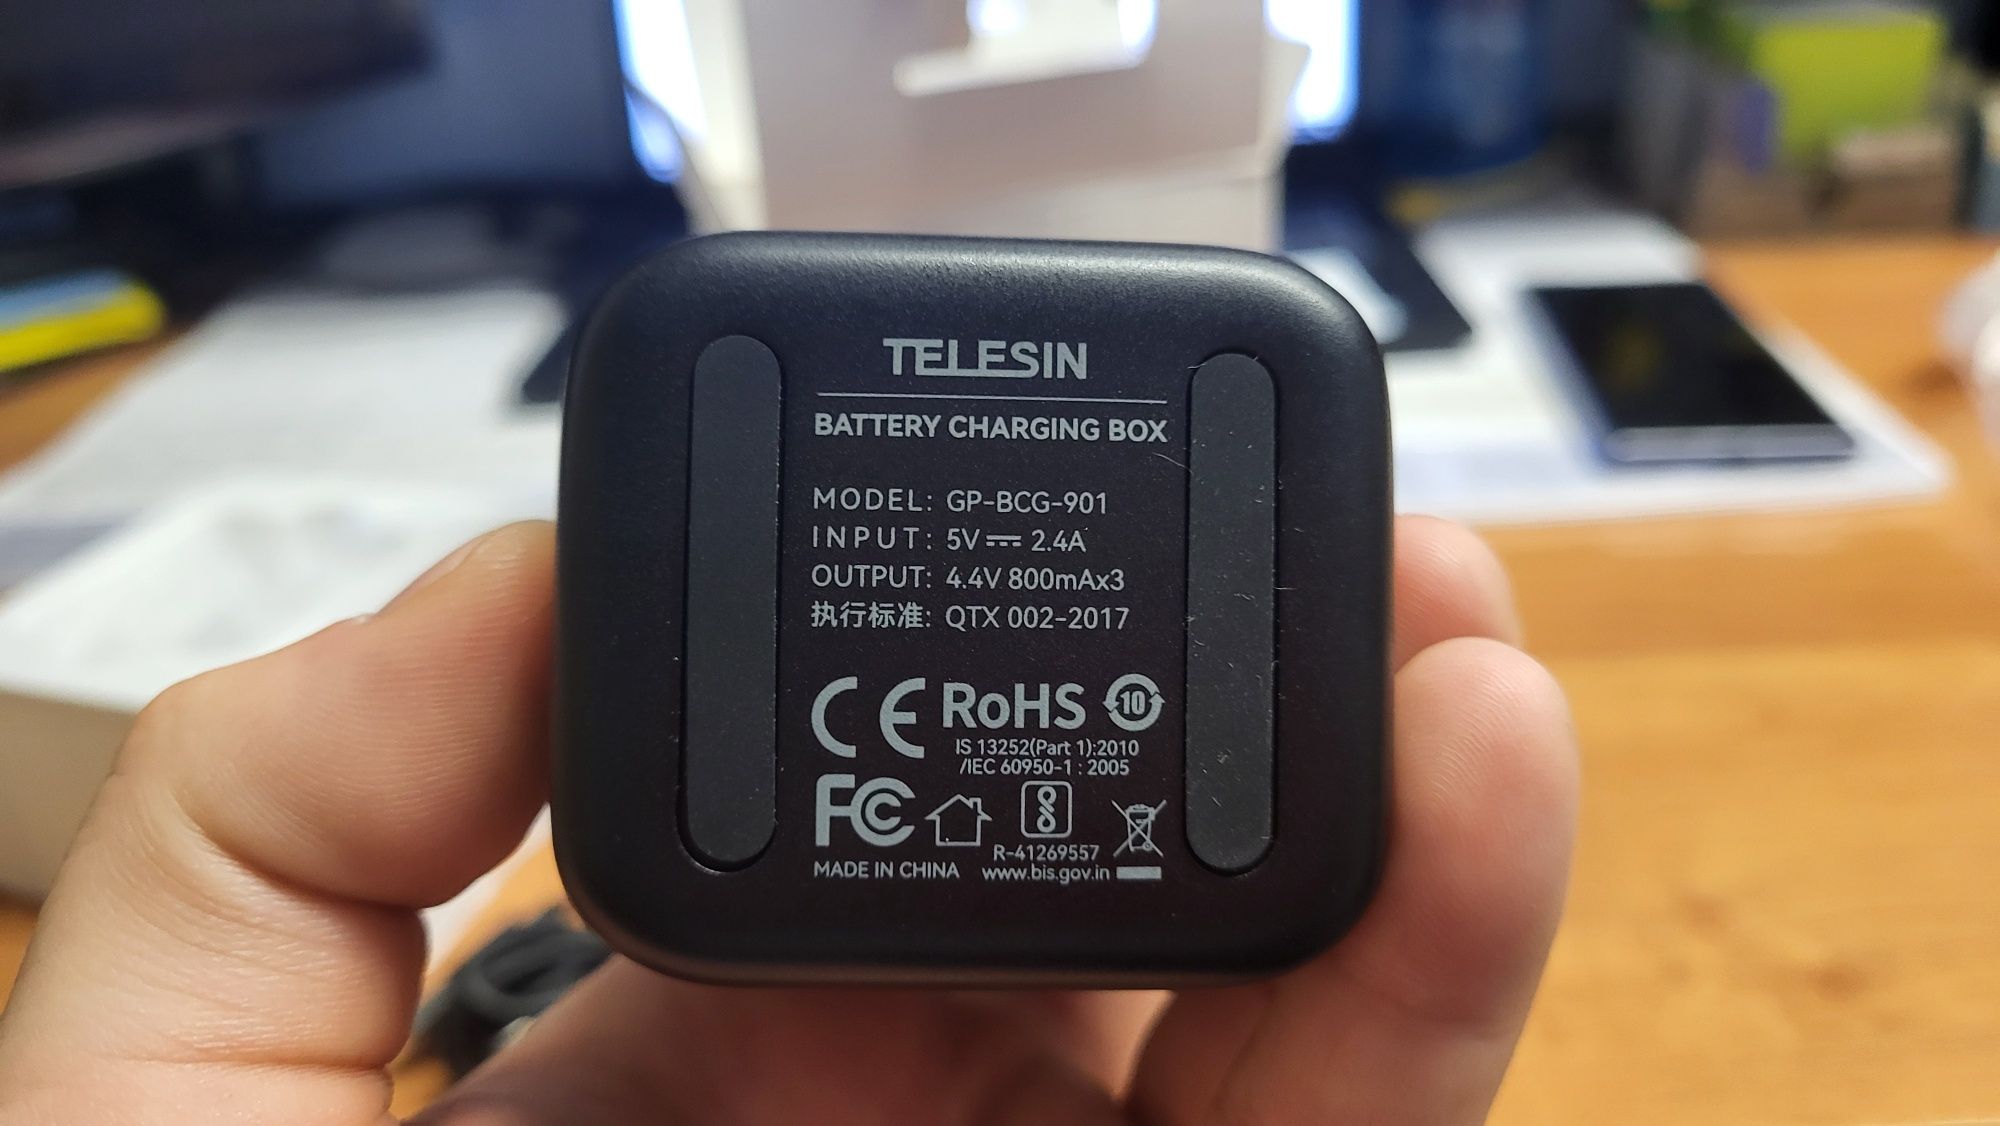 TELESIN
BATTERY CHARGING BOX
MODEL: GP-BCG-901
INPUT: 5V⎓2.4A
OUTPUT: 4.4V 800mAx3
执行标准: QTX 002-2017
CE RoHS 10
IS 13252(Part 1):2010
/IEC 60950-1 : 2005
FC
R-41269557
MADE IN CHINA www.bis.gov.in